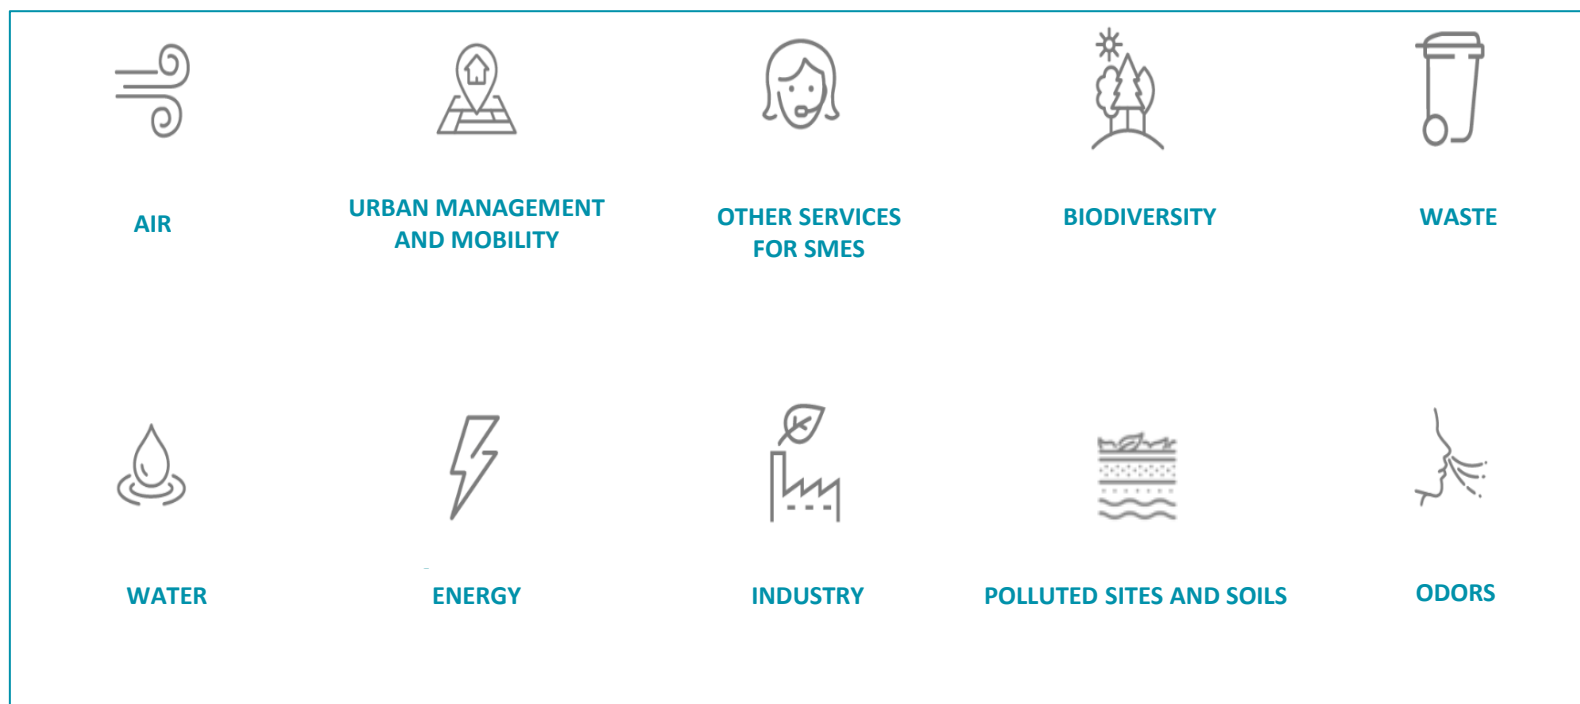 AIR
URBAN MANAGEMENT
AND MOBILITY
OTHER SERVICES
FOR SMES
BIODIVERSITY
WASTE
WATER
ENERGY
INDUSTRY
POLLUTED SITES AND SOILS
ODORS